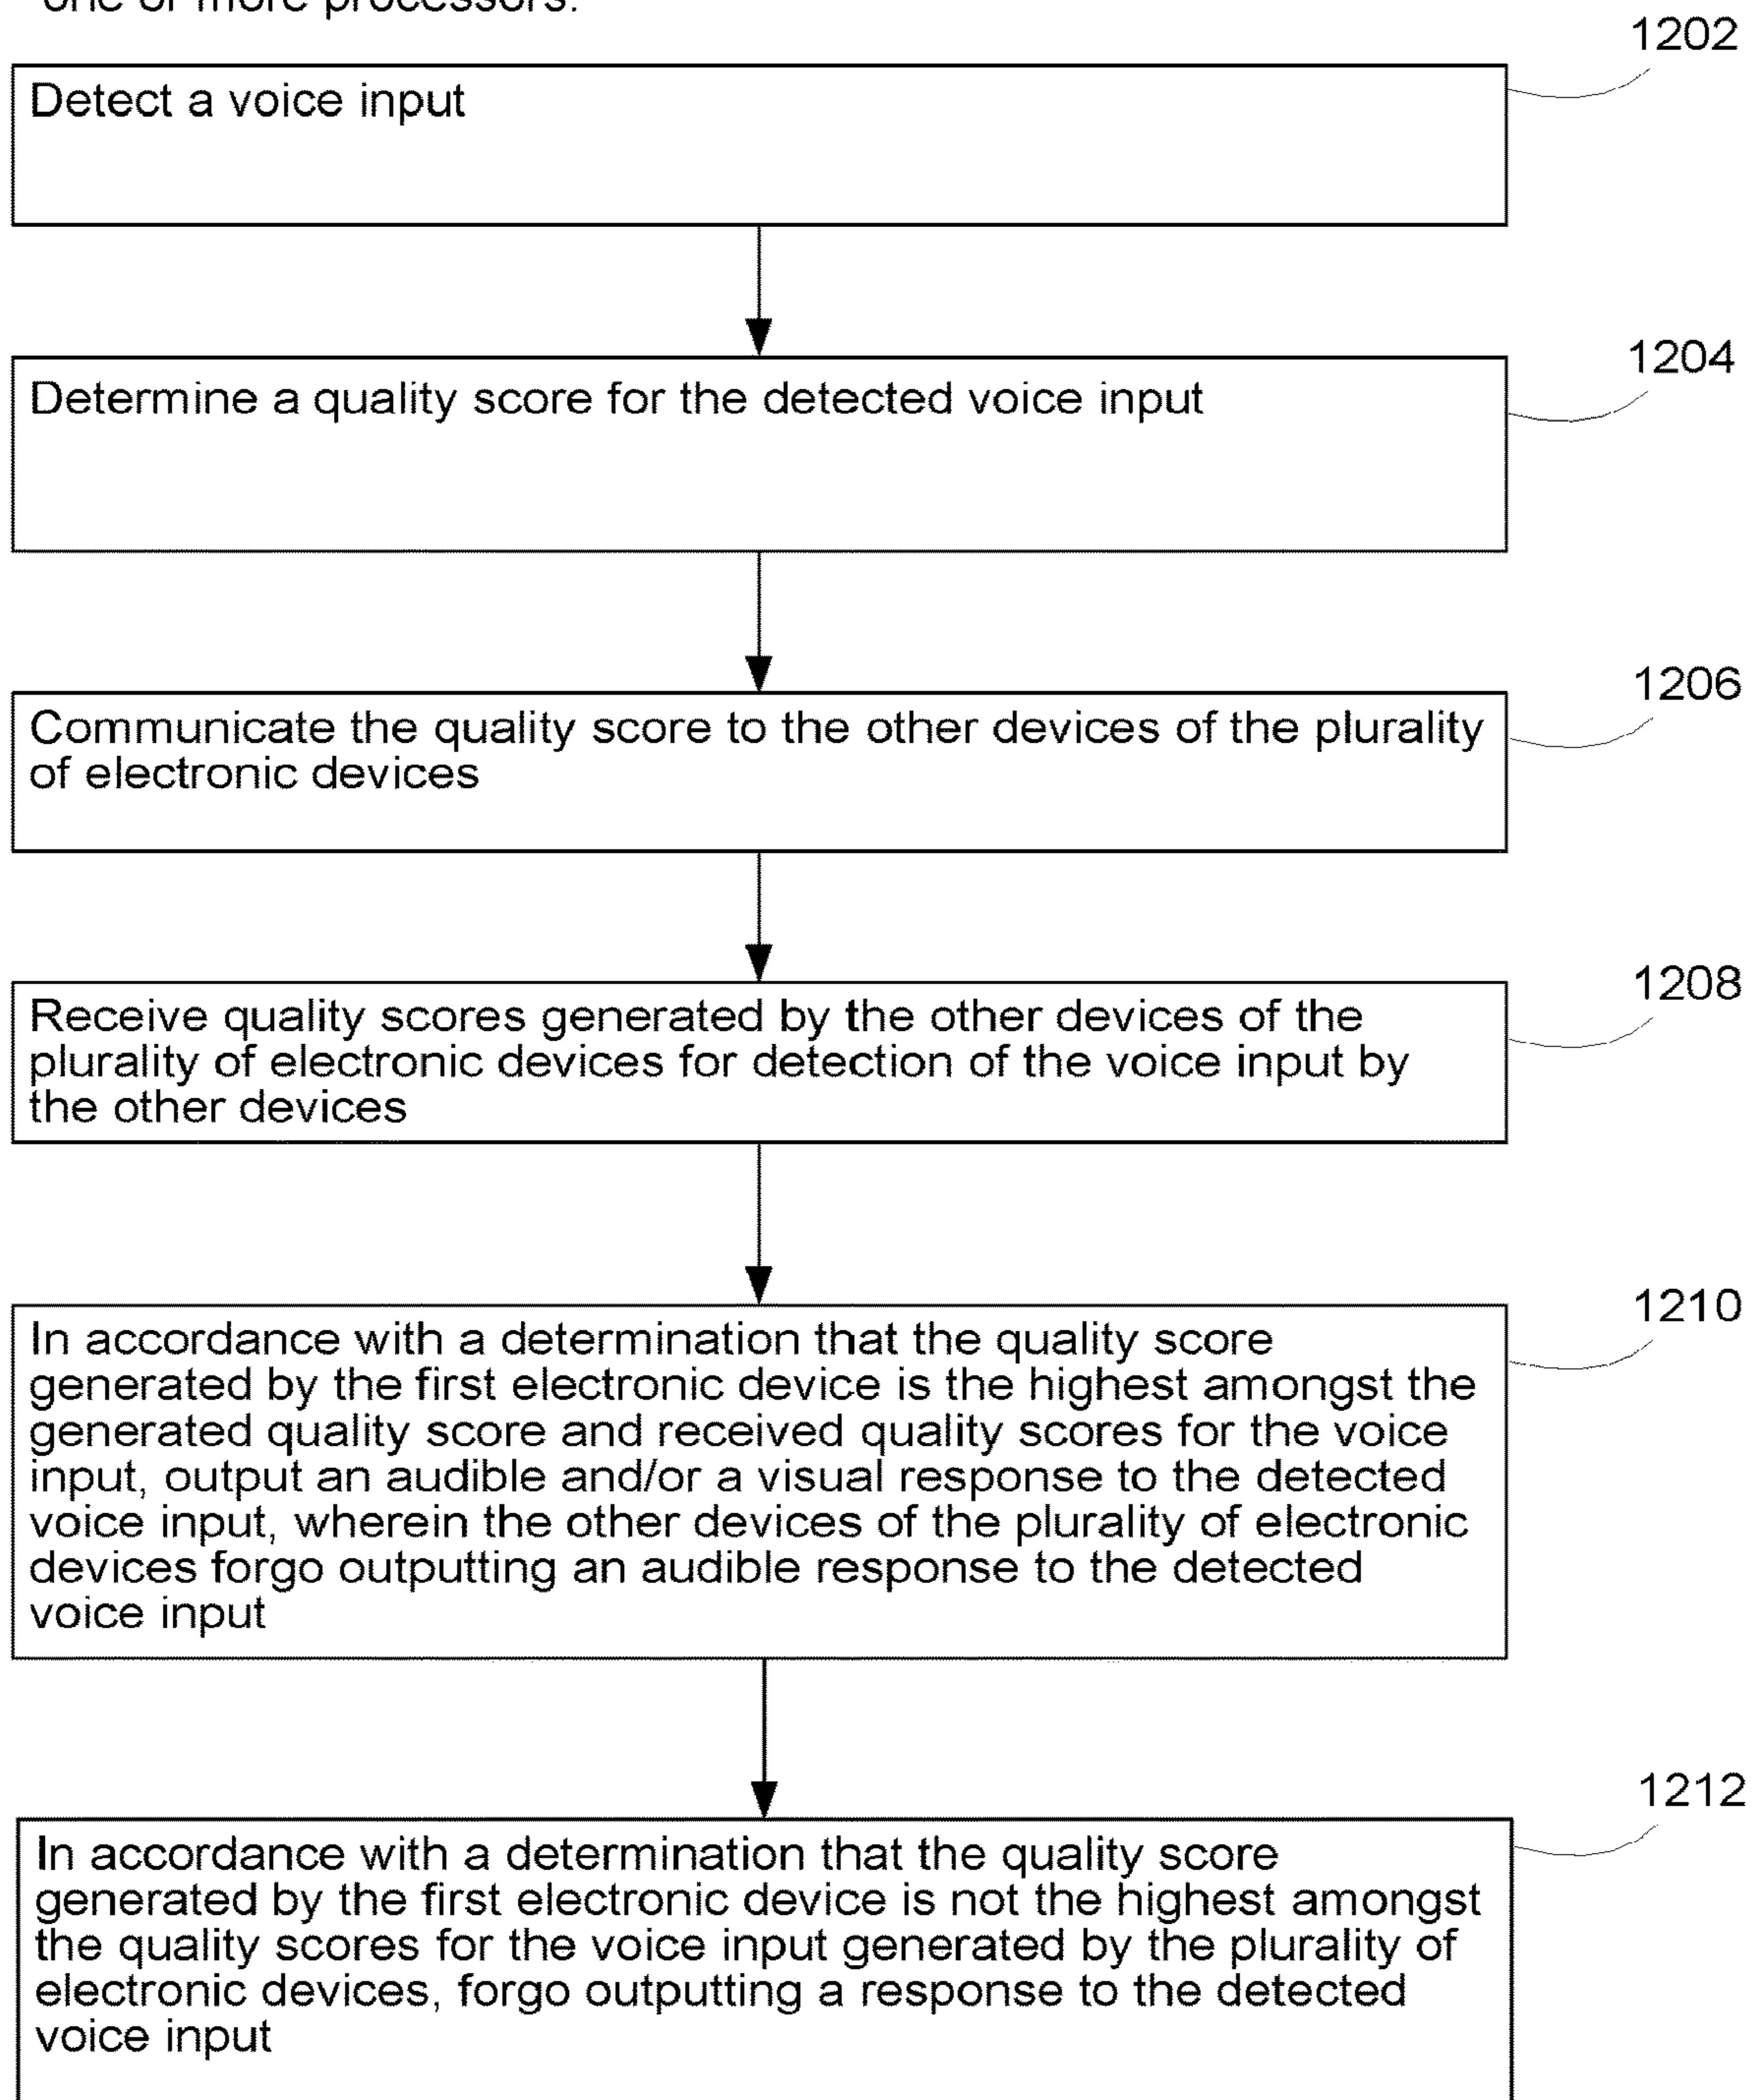 one or more processors:
1202
Detect a voice input
1204
Determine a quality score for the detected voice input
1206
Communicate the quality score to the other devices of the plurality
of electronic devices
1208
Receive quality scores generated by the other devices of the
plurality of electronic devices for detection of the voice input by
the other devices
1210
In accordance with a determination that the quality score
generated by the first electronic device is the highest amongst the
generated quality score and received quality scores for the voice
input, output an audible and/or a visual response to the detected
voice input, wherein the other devices of the plurality of electronic
devices forgo outputting an audible response to the detected
voice input
1212
In accordance with a determination that the quality score
generated by the first electronic device is not the highest amongst
the quality scores for the voice input generated by the plurality of
electronic devices, forgo outputting a response to the detected
voice input